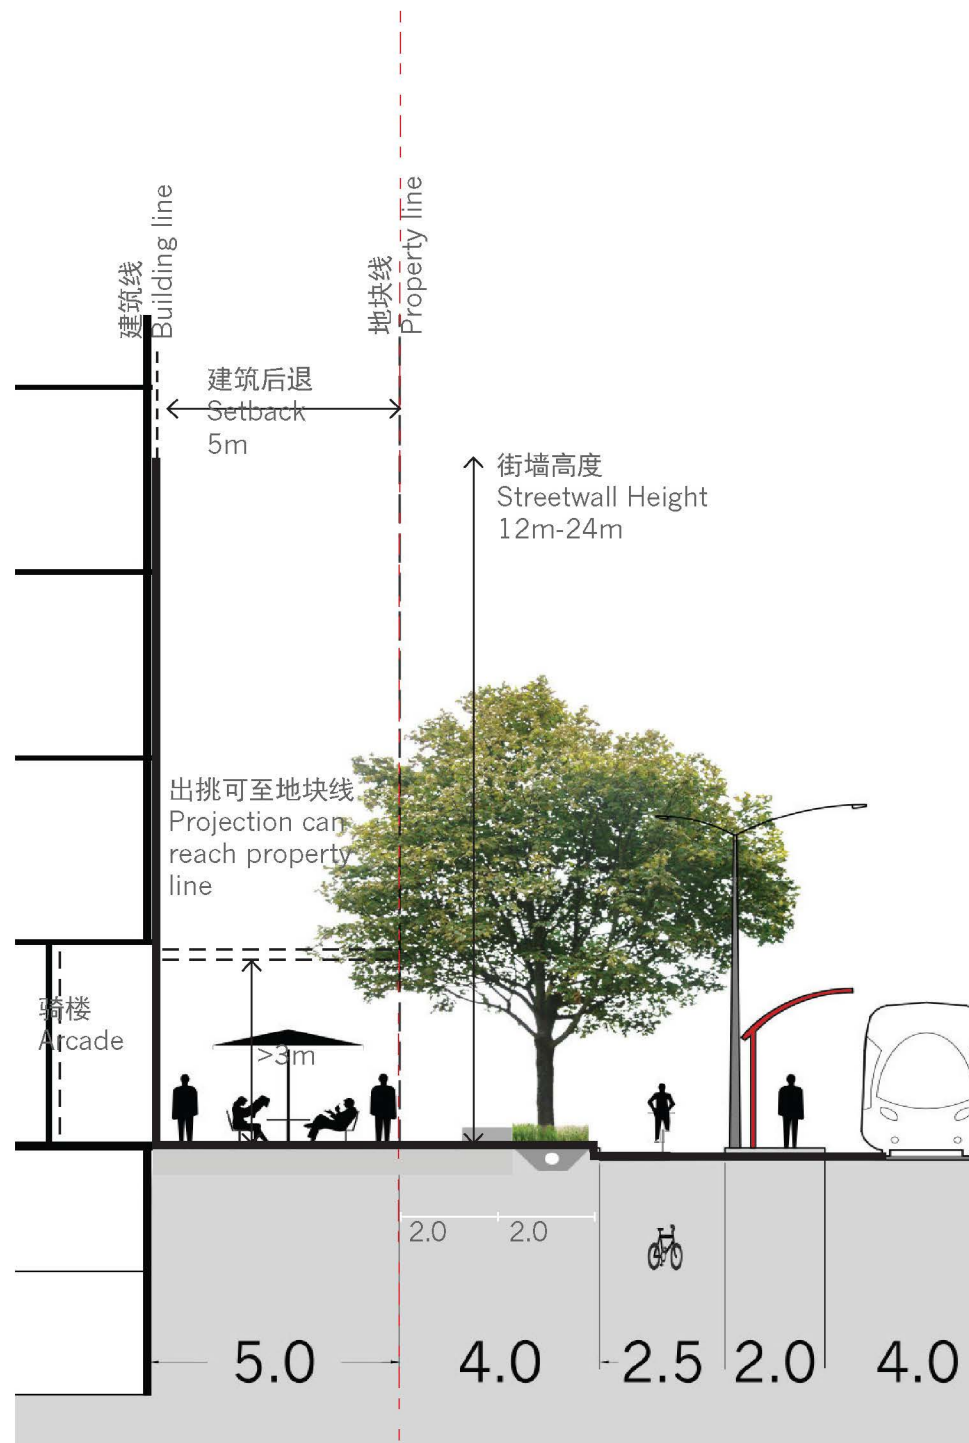 建筑线
Building line
地块线
Property line
建筑后退
Setback
5m
街墙高度
Streetwall Height
12m-24m
出挑可至地块线
Projection can
reach property
line
骑楼
Arcade
>3m
2.0
2.0
5.0
4.0
2.5
2.0
4.0